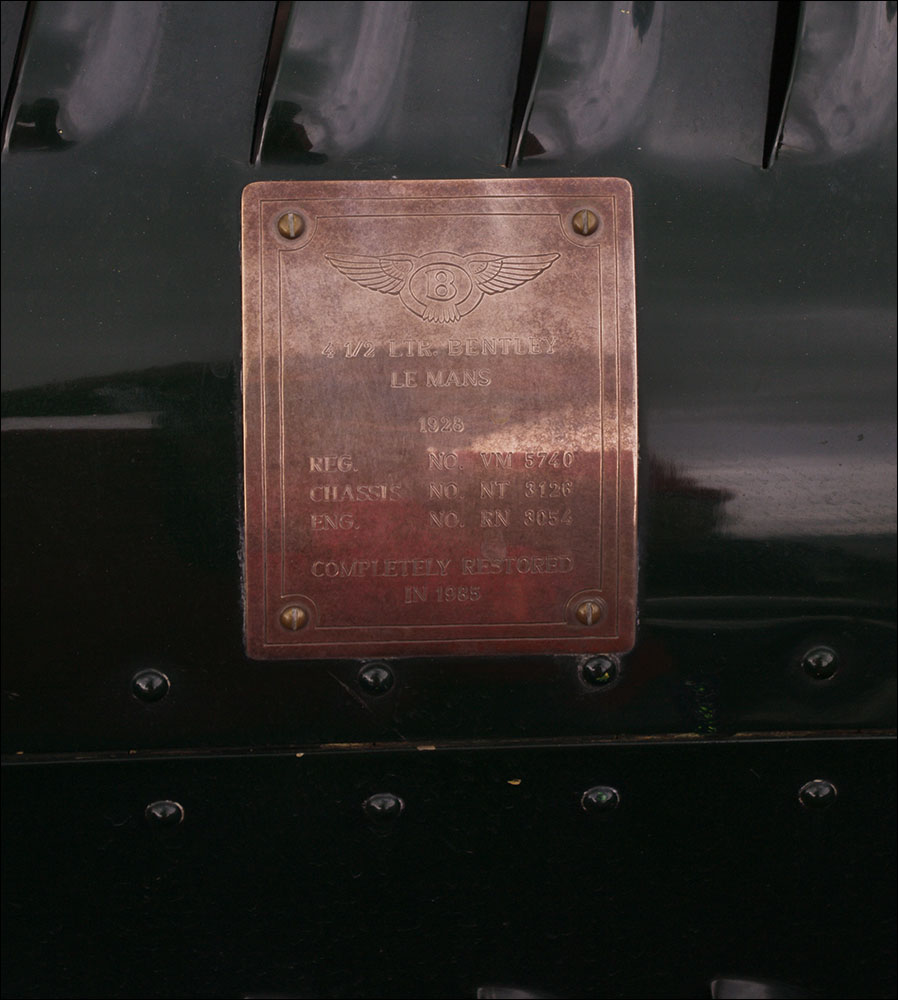 B
4 1/2 LTR. BENTLEY
LE MANS
1928
REG. NO. VM 5740
CHASSIS NO. NT 3126
ENG. NO. RN 3054
COMPLETELY RESTORED
IN 1985